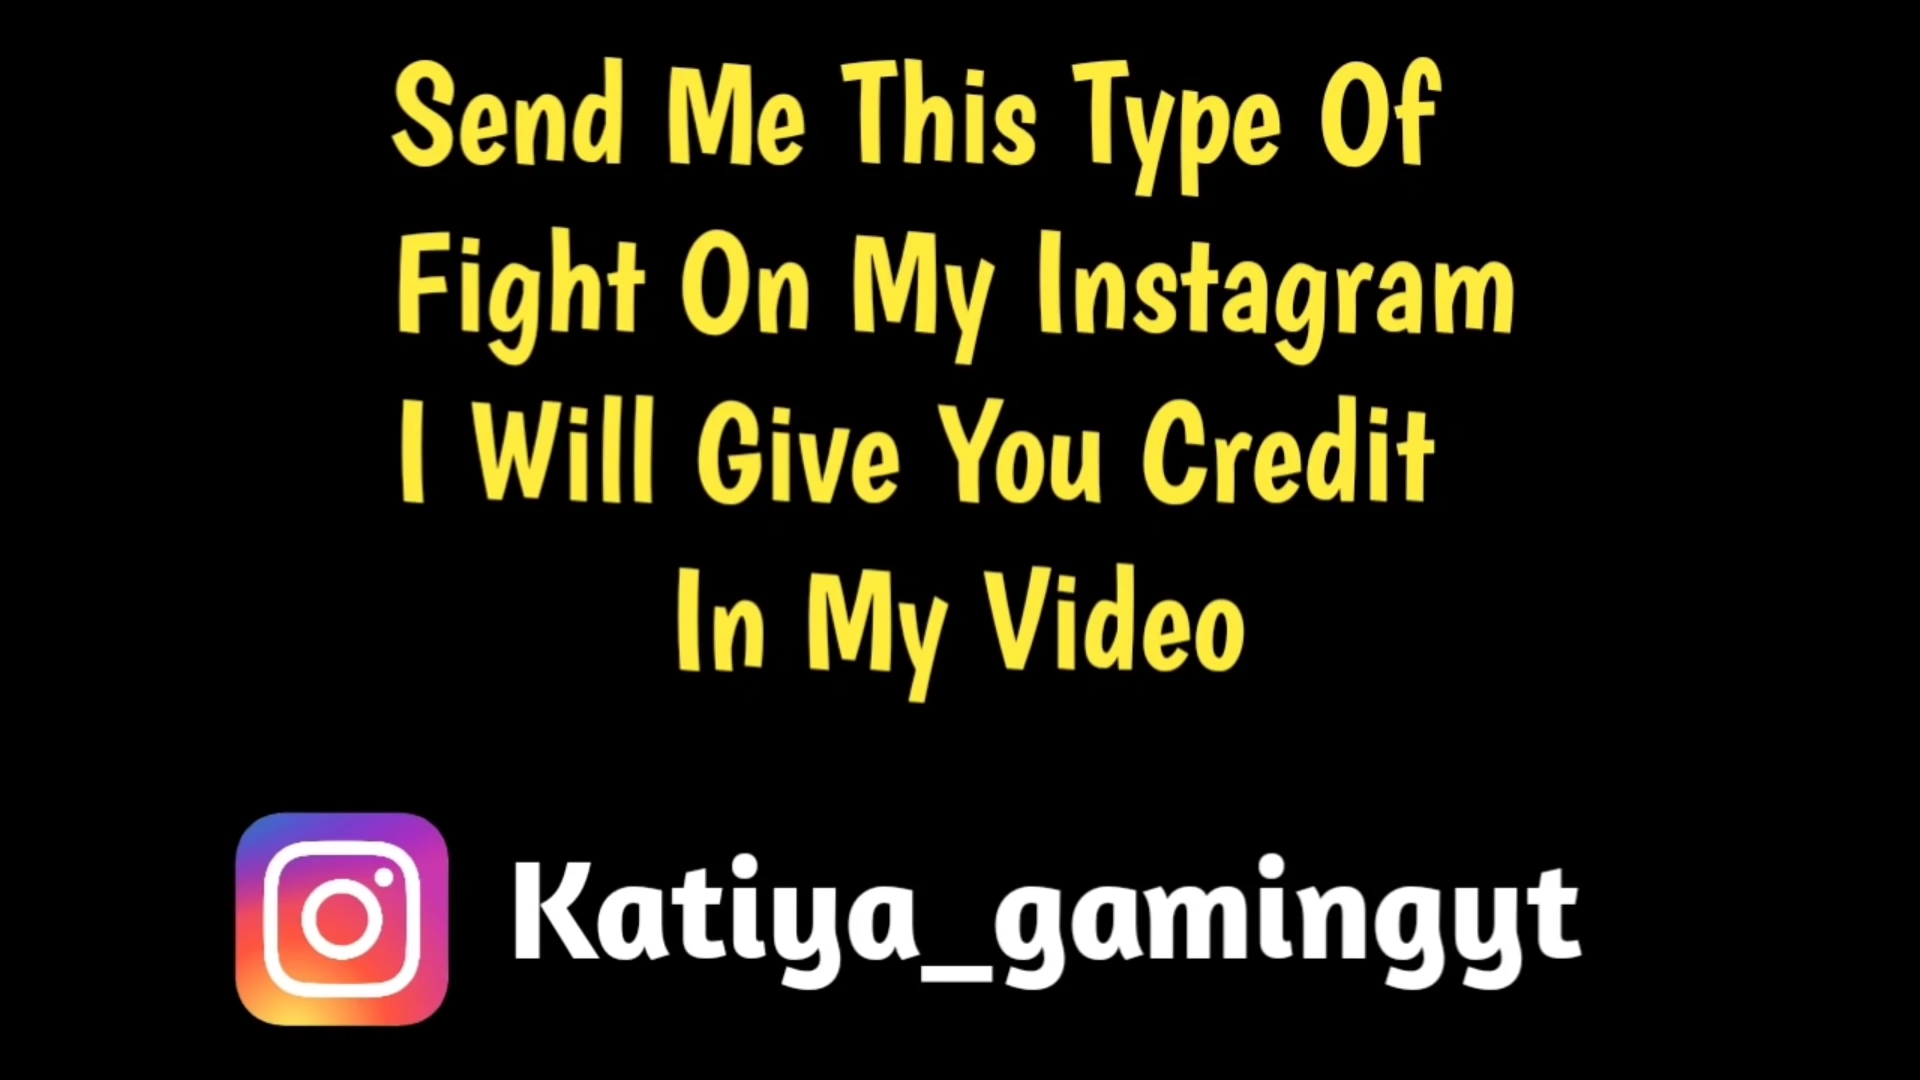 Send Me This Type Of
Fight On My Instagram
I Will Give You Credit
In My Video
Katiya_gamingyt